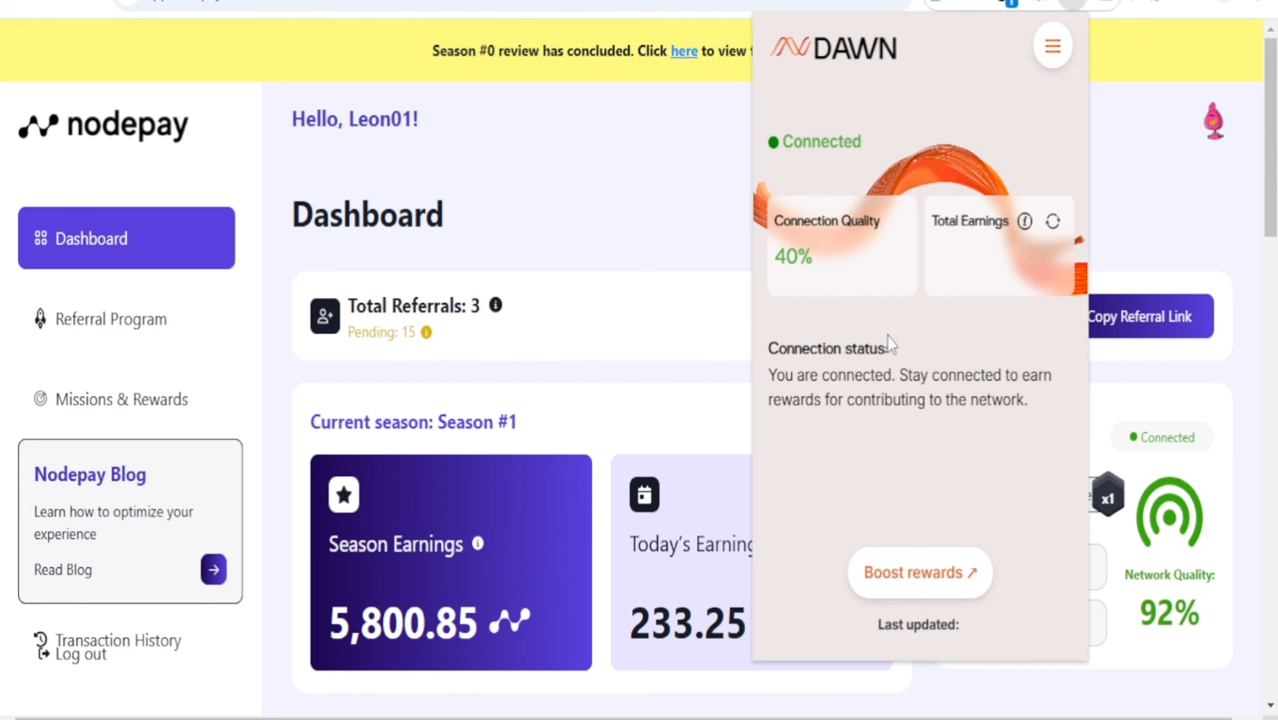 Season #0 review has concluded. Click here to view
nodepay
Dashboard
Referral Program
Missions & Rewards
Nodepay Blog
Learn how to optimize your
experience
Read Blog
Transaction History
Log out
Hello, Leon01!
Dashboard
Total Referrals: 3
Pending: 15
Copy Referral Link
Current season: Season #1
Season Earnings
5,800.85
Today's Earning
233.25
Connected
x1
Network Quality:
92%
DAWN
Connected
Connection Quality
40%
Total Earnings
Connection status:
You are connected. Stay connected to earn
rewards for contributing to the network.
Boost rewards ↗
Last updated: